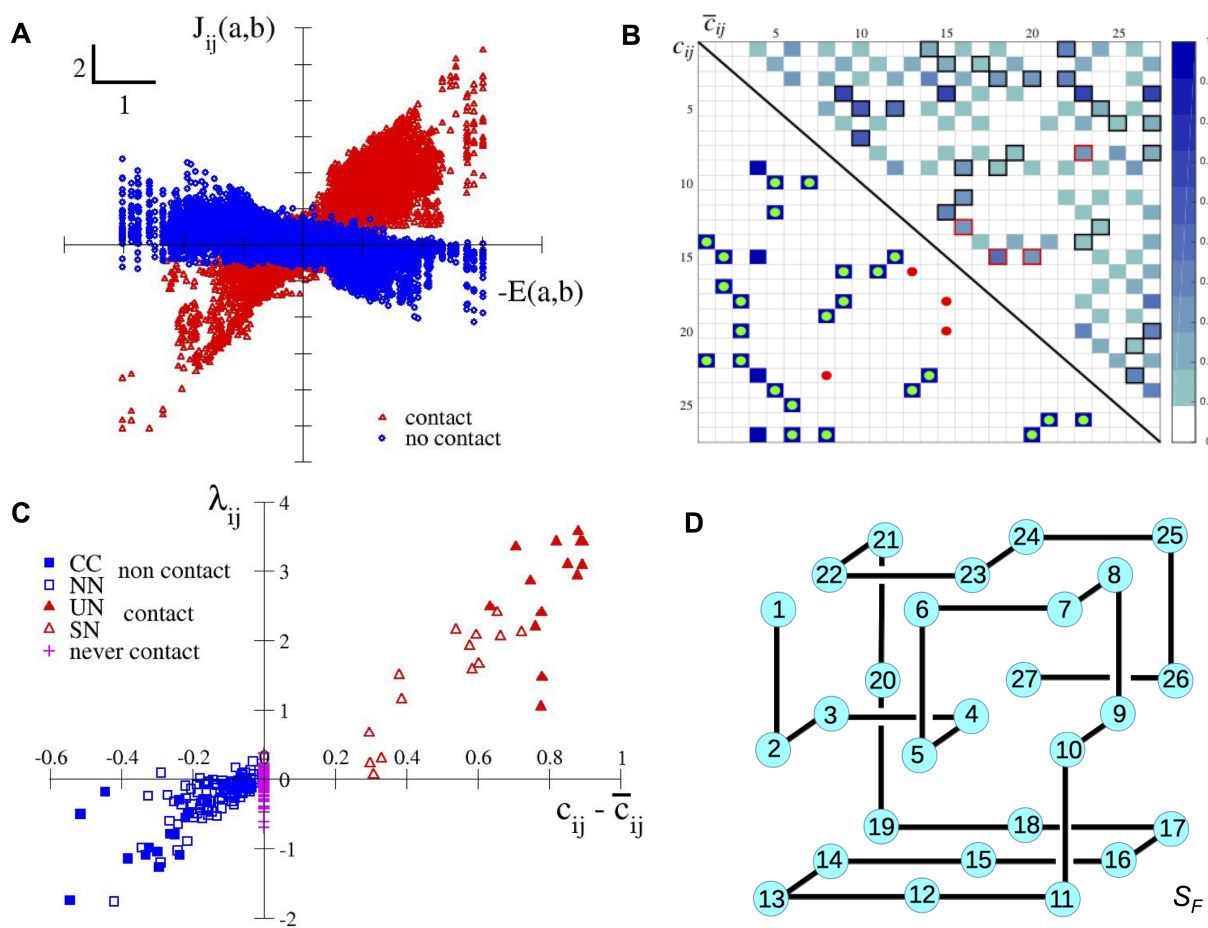 A
J_ij(a,b)
2
1
-E(a,b)
contact
no contact
B
c̄_ij
c_ij
5 10 15 20 25
5
10
15
20
25
C
λ_ij
CC
NN
non contact
UN
SN
contact
never contact
4
3
2
1
0
-1
-2
-0.6 -0.4 -0.2 0 0.2 0.4 0.6 0.8 1
c_ij - c̄_ij
D
21 24 25
22 23 8
1 6 7
20 27 26
3 4 9
2 5 10
19 18 17
14 15 16
13 12 11
S_F